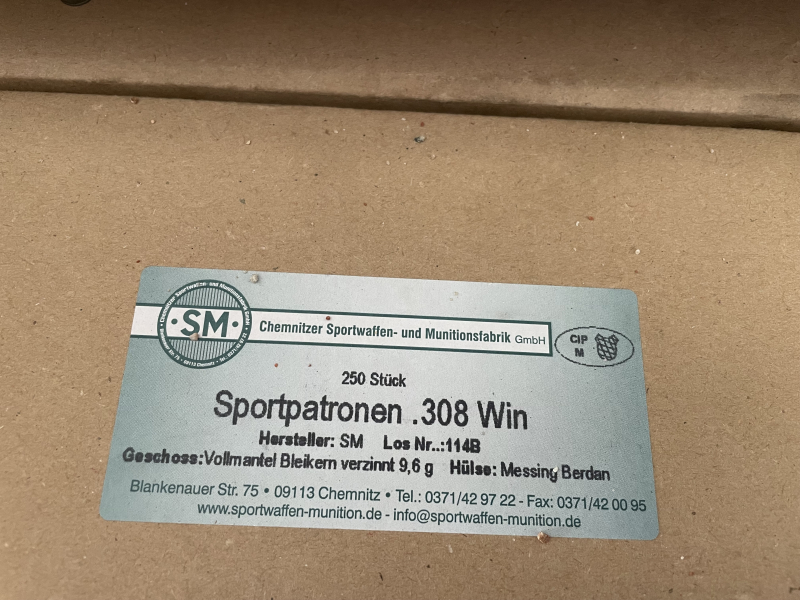 SM
Chemnitzer Sportwaffen- und Munitionsfabrik GmbH
CIP
M
250 Stück
Sportpatronen .308 Win
Hersteller: SM Los Nr..:114B
Geschoss:Vollmantel Bleikern verzinnt 9,6 g Hülse: Messing Berdan
Blankenauer Str. 75 • 09113 Chemnitz • Tel.: 0371/42 97 22 - Fax: 0371/42 00 95
www.sportwaffen-munition.de - info@sportwaffen-munition.de